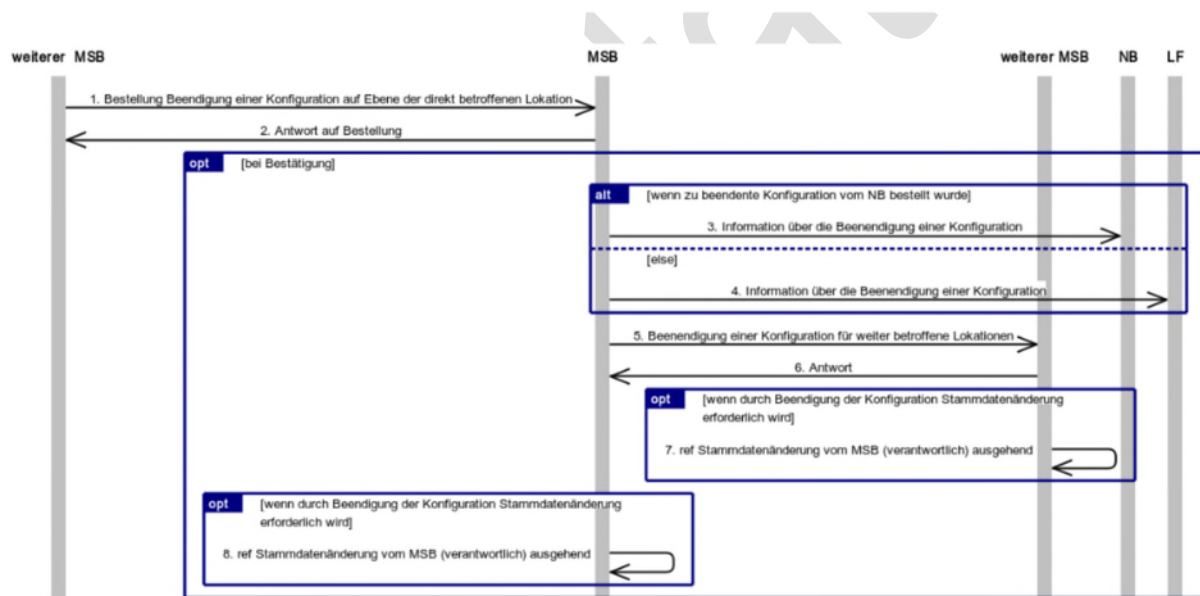 weiterer MSB
MSB
weiterer MSB
NB
LF
1. Bestellung Beendigung einer Konfiguration auf Ebene der direkt betroffenen Lokation
2. Antwort auf Bestellung
opt
[bei Bestätigung]
alt
[wenn zu beendente Konfiguration vom NB bestellt wurde]
3. Information über die Beenendigung einer Konfiguration
[else]
4. Information über die Beenendigung einer Konfiguration
5. Beenendigung einer Konfiguration für weiter betroffene Lokationen
6. Antwort
opt
[wenn durch Beendigung der Konfiguration Stammdatenänderung
erforderlich wird]
7. ref Stammdatenänderung vom MSB (verantwortlich) ausgehend
opt
[wenn durch Beendigung der Konfiguration Stammdatenänderung
erforderlich wird]
8. ref Stammdatenänderung vom MSB (verantwortlich) ausgehend